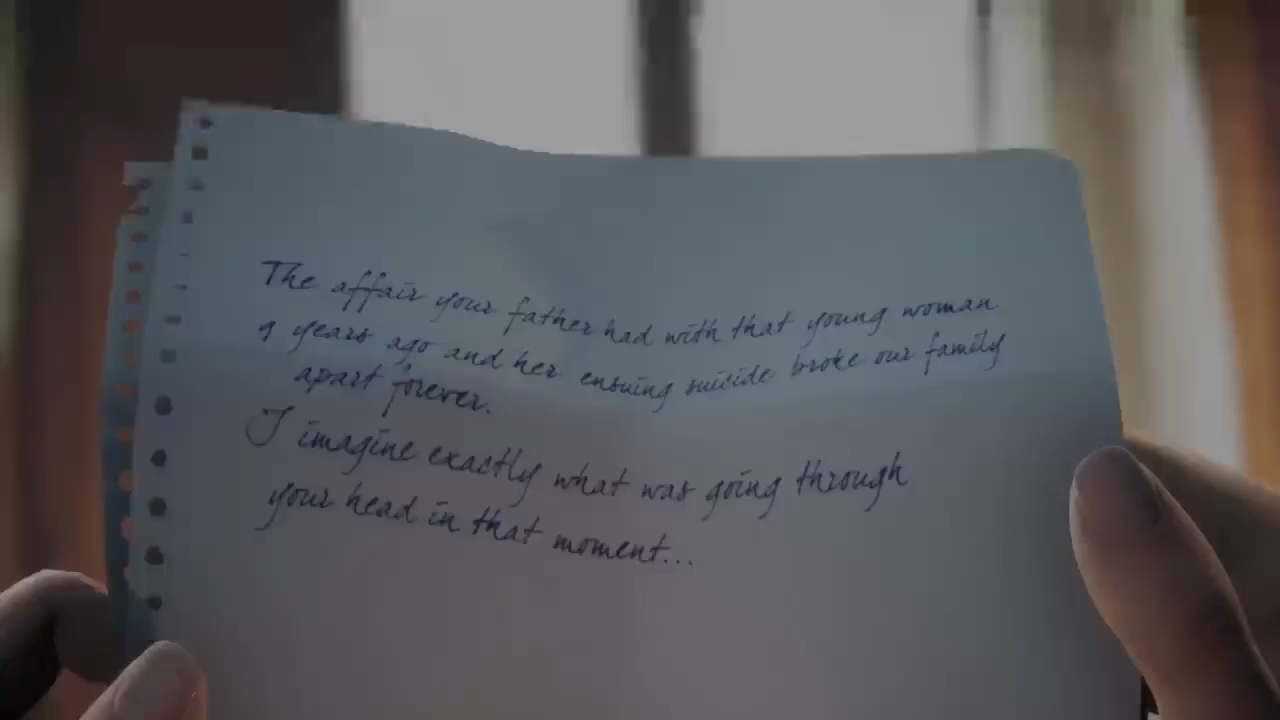 The affair your father had with that young woman
9 years ago and her ensuing suicide broke our family
apart forever.
I imagine exactly what was going through
your head in that moment...